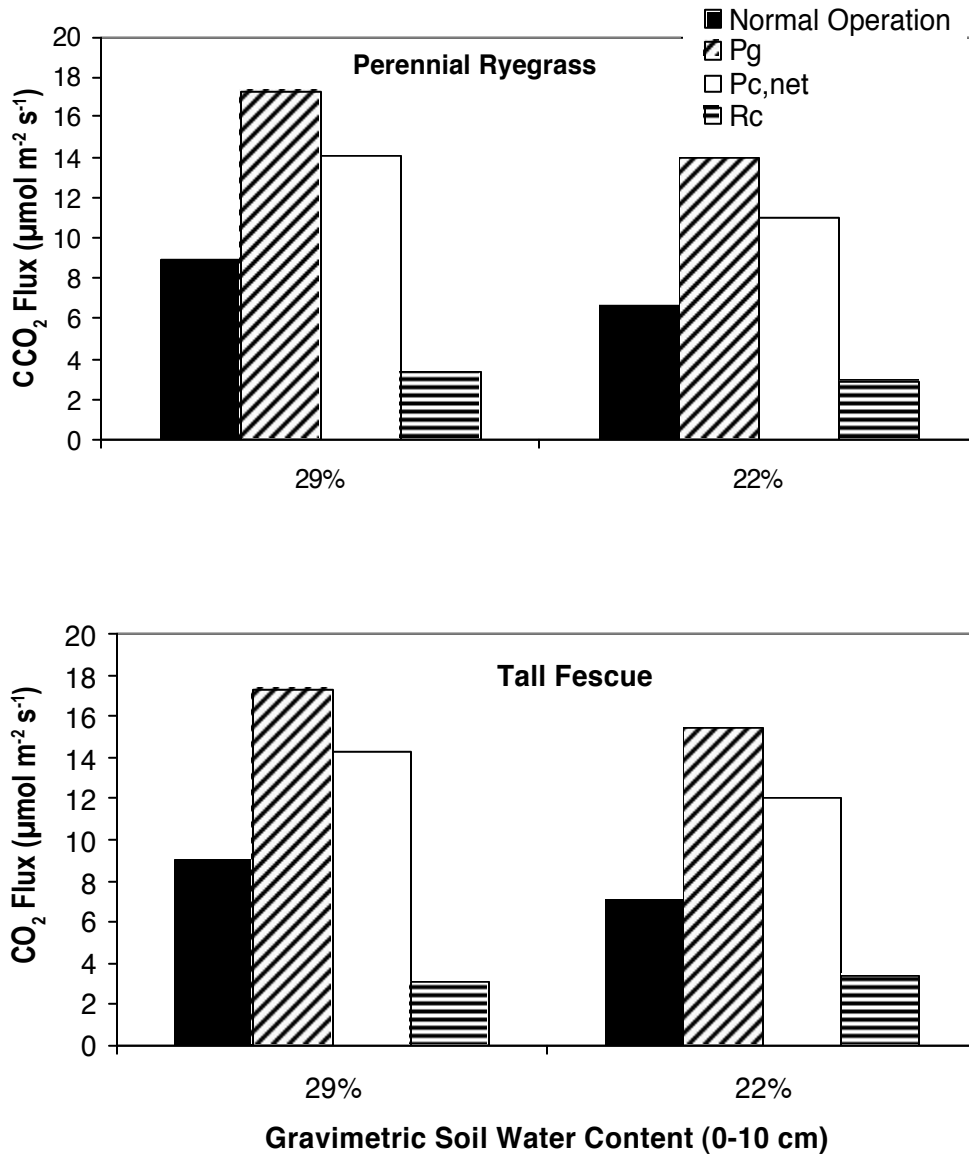 Normal Operation
Pg
Pc,net
Rc
Perennial Ryegrass
CCO₂ Flux (µmol m⁻² s⁻¹)
20
18
16
14
12
10
8
6
4
2
0
29%
22%
Tall Fescue
CO₂ Flux (µmol m⁻² s⁻¹)
20
18
16
14
12
10
8
6
4
2
0
29%
22%
Gravimetric Soil Water Content (0-10 cm)